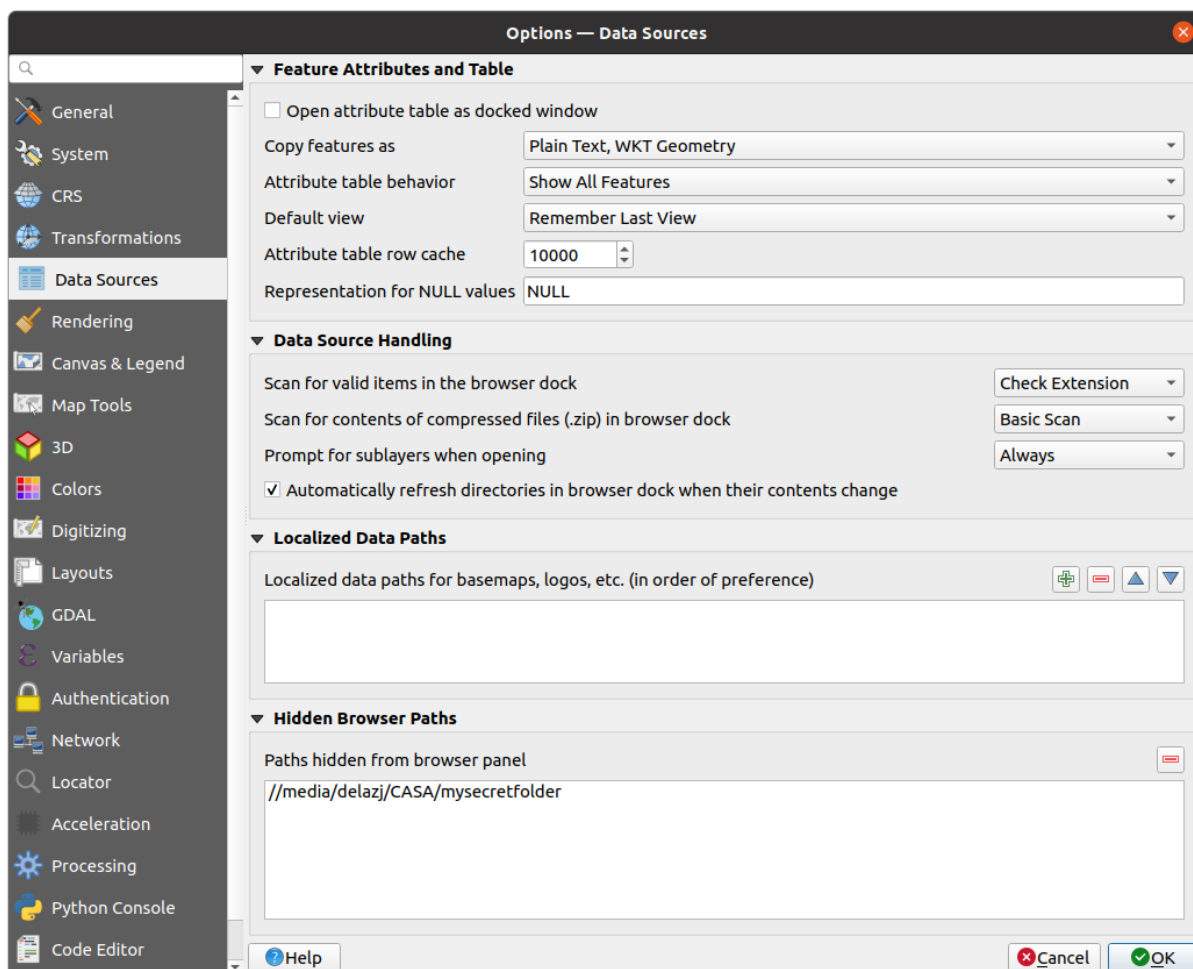 Options — Data Sources
General
System
CRS
Transformations
Data Sources
Rendering
Canvas & Legend
Map Tools
3D
Colors
Digitizing
Layouts
GDAL
Variables
Authentication
Network
Locator
Acceleration
Processing
Python Console
Code Editor
Feature Attributes and Table
Open attribute table as docked window
Copy features as Plain Text, WKT Geometry
Attribute table behavior Show All Features
Default view Remember Last View
Attribute table row cache 10000
Representation for NULL values NULL
Data Source Handling
Scan for valid items in the browser dock Check Extension
Scan for contents of compressed files (.zip) in browser dock Basic Scan
Prompt for sublayers when opening Always
Automatically refresh directories in browser dock when their contents change
Localized Data Paths
Localized data paths for basemaps, logos, etc. (in order of preference)
Hidden Browser Paths
Paths hidden from browser panel
//media/delazj/CASA/mysecretfolder
Help Cancel OK